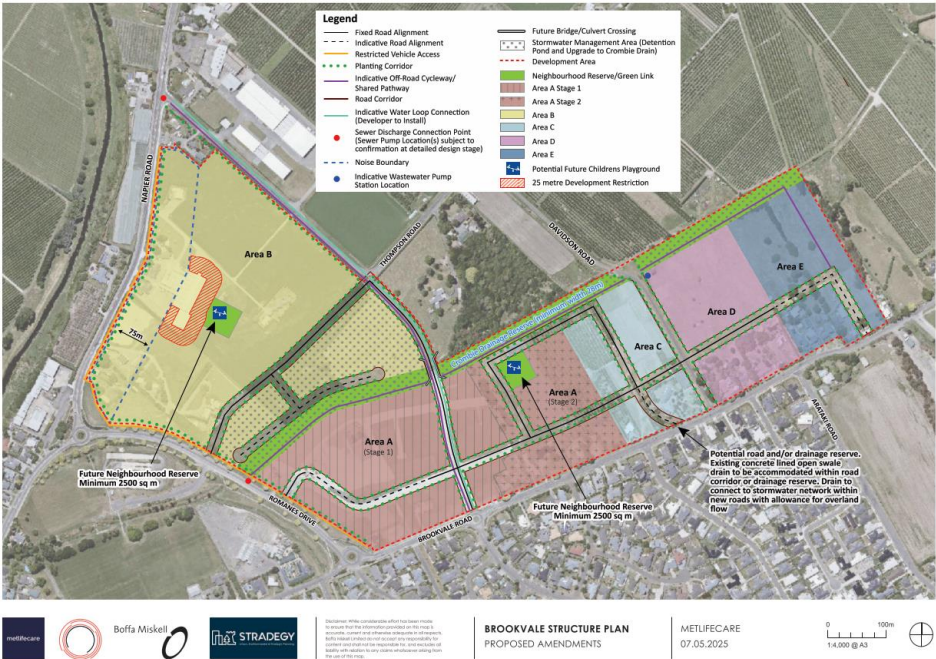 Legend
Fixed Road Alignment
Indicative Road Alignment
Restricted Vehicle Access
Planting Corridor
Indicative Off-Road Cycleway/
Shared Pathway
Road Corridor
Indicative Water Loop Connection
(Developer to Install)
Sewer Discharge Connection Point
(Sewer Pump Location(s) subject to
confirmation at detailed design stage)
Noise Boundary
Indicative Wastewater Pump
Station Location
Future Bridge/Culvert Crossing
Stormwater Management Area (Detention
Pond and Upgrade to Crombie Drain)
Development Area
Neighbourhood Reserve/Green Link
Area A Stage 1
Area A Stage 2
Area B
Area C
Area D
Area E
Potential Future Childrens Playground
25 metre Development Restriction
NAPIER ROAD
THOMPSON ROAD
DAVIDSON ROAD
Area B
Area E
Area D
Area C
75m
Crombie Drainage Reserve (minimum width 23m)
Area A
(Stage 2)
Area A
(Stage 1)
ARATAKI ROAD
Future Neighbourhood Reserve
Minimum 2500 sq m
ROMANES DRIVE
BROOKVALE ROAD
Future Neighbourhood Reserve
Minimum 2500 sq m
Potential road and/or drainage reserve.
Existing concrete lined open swale
drain to be accommodated within road
corridor or drainage reserve. Drain to
connect to stormwater network within
new roads with allowance for overland
flow
metlifecare
Boffa Miskell
STRADEGY
BROOKVALE STRUCTURE PLAN
PROPOSED AMENDMENTS
METLIFECARE
07.05.2025
0 100m
1:4,000 @ A3